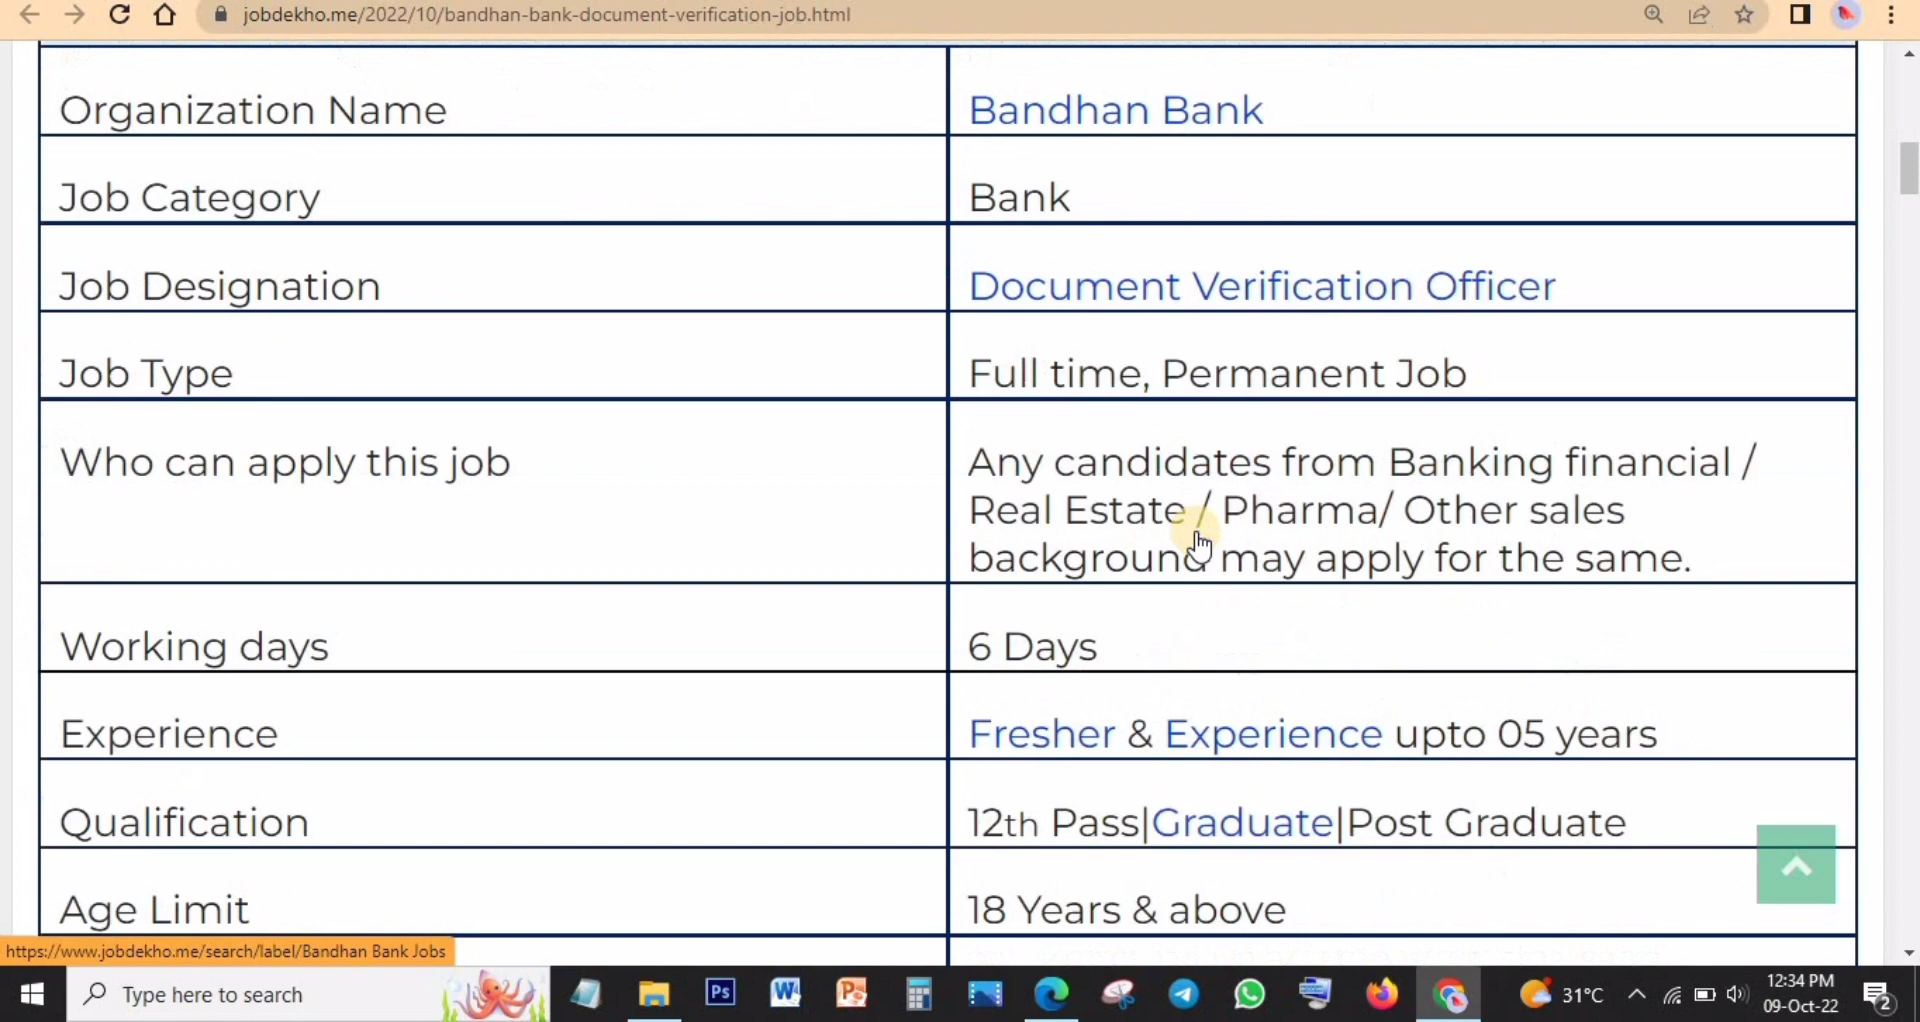 jobdekho.me/2022/10/bandhan-bank-document-verification-job.html
Organization Name
Bandhan Bank
Job Category
Bank
Job Designation
Document Verification Officer
Job Type
Full time, Permanent Job
Who can apply this job
Any candidates from Banking financial /
Real Estate / Pharma/ Other sales
background may apply for the same.
Working days
6 Days
Experience
Fresher & Experience upto 05 years
Qualification
12th Pass|Graduate|Post Graduate
Age Limit
18 Years & above
https://www.jobdekho.me/search/label/Bandhan Bank Jobs
Type here to search
Ps
W
P
31°C
12:34 PM
09-Oct-22
2